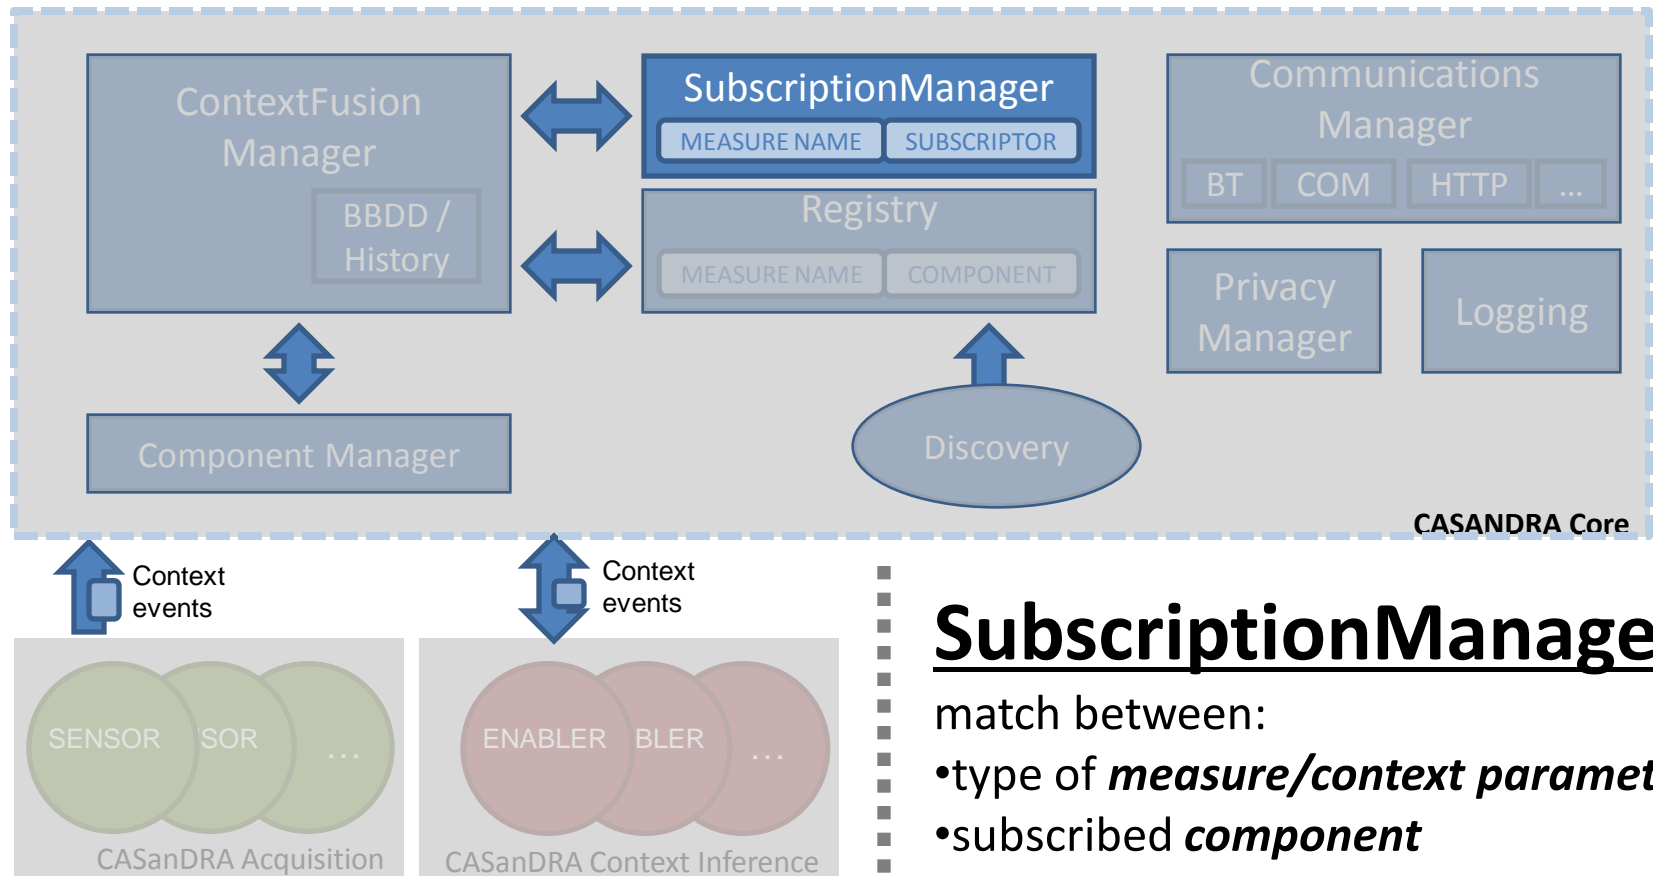 ContextFusion
Manager
BBDD /
History
SubscriptionManager
MEASURE NAME
SUBSCRIPTOR
Registry
MEASURE NAME
COMPONENT
Communications
Manager
BT
COM
HTTP
...
Privacy
Manager
Logging
Component Manager
Discovery
CASANDRA Core
Context
events
Context
events
SENSOR
SOR
...
CASanDRA Acquisition
ENABLER
BLER
...
CASanDRA Context Inference
SubscriptionManage
match between:
•type of measure/context paramet
•subscribed component